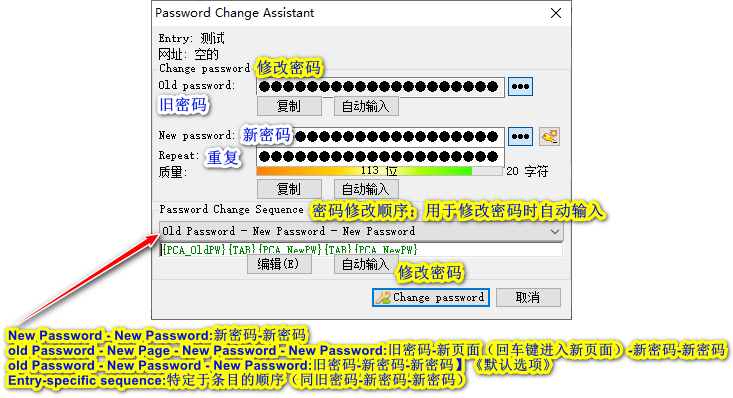 Password Change Assistant
Entry: 测试
网址: 空的
Change password 修改密码
Old password:
旧密码
复制 自动输入
New password: 新密码
Repeat: 重复
质量: 113 位 20 字符
复制 自动输入
Password Change Sequence 密码修改顺序：用于修改密码时自动输入
Old Password - New Password - New Password
{PCA_OldPW}{TAB}{PCA_NewPW}{TAB}{PCA_NewPW}
编辑(E) 自动输入 修改密码
Change password 取消
New Password - New Password:新密码-新密码
old Password - New Page - New Password - New Password:旧密码-新页面（回车键进入新页面）-新密码-新密码
old Password - New Password - New Password:旧密码-新密码-新密码】《默认选项》
Entry-specific sequence:特定于条目的顺序（同旧密码-新密码-新密码）